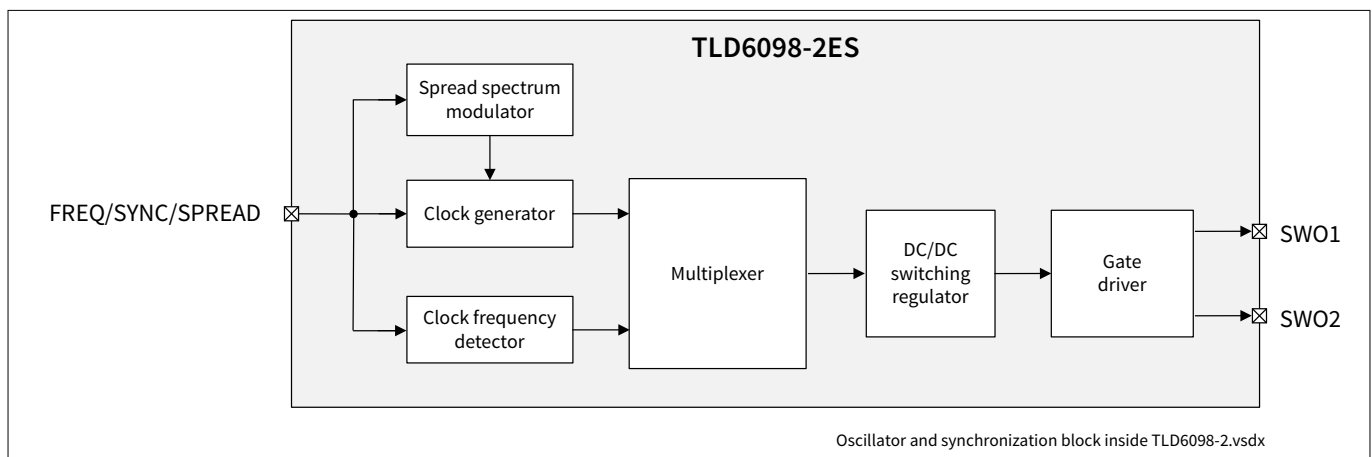 TLD6098-2ES
Spread spectrum
modulator
FREQ/SYNC/SPREAD
Clock generator
Clock frequency
detector
Multiplexer
DC/DC
switching
regulator
Gate
driver
SWO1
SWO2
Oscillator and synchronization block inside TLD6098-2.vsdx